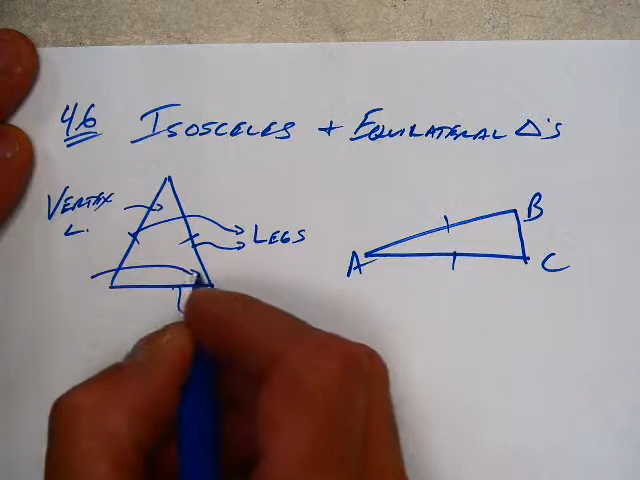 4.6 ISOSCELES + EQUILATERAL Δ'S
VERTEX
∠.
LEGS
A
B
C